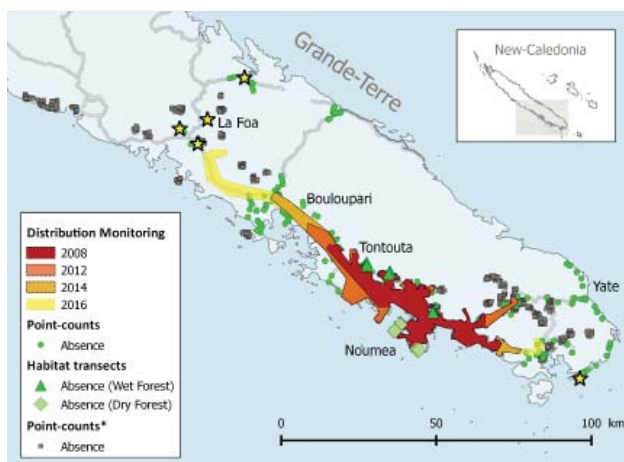 Grande-Terre
New-Caledonia
La Foa
Bouloupari
Tontouta
Yate
Noumea
Distribution Monitoring
2008
2012
2014
2016
Point-counts
Absence
Habitat transects
Absence (Wet Forest)
Absence (Dry Forest)
Point-counts*
Absence
0
50
100 km